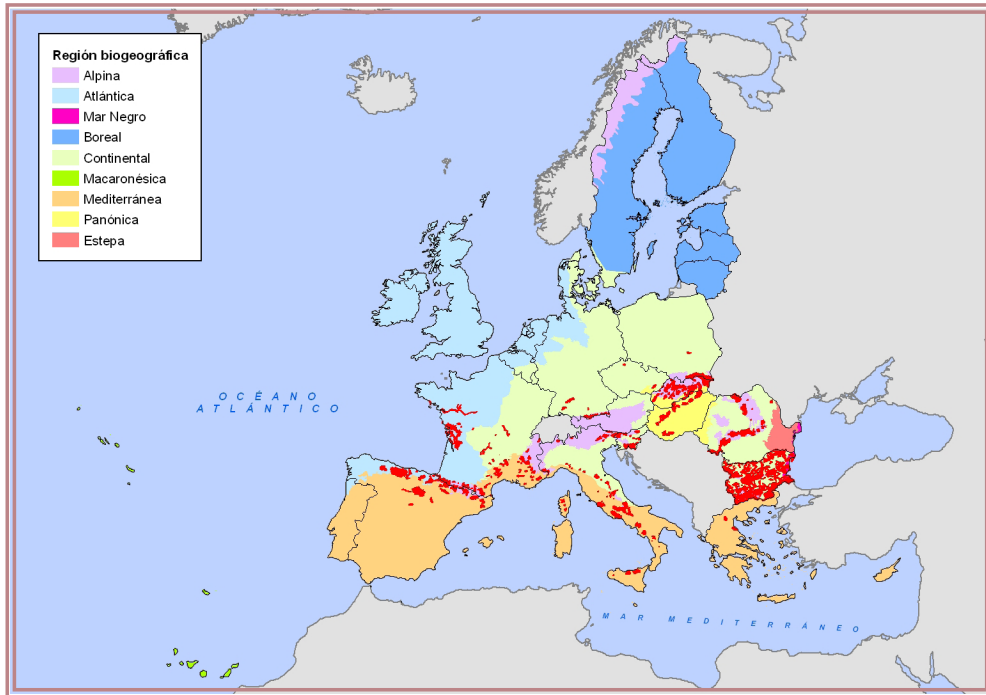 Región biogeográfica
Alpina
Atlántica
Mar Negro
Boreal
Continental
Macaronésica
Mediterránea
Panónica
Estepa
OCÉANO
ATLÁNTICO
MAR MEDITERRÁNEO